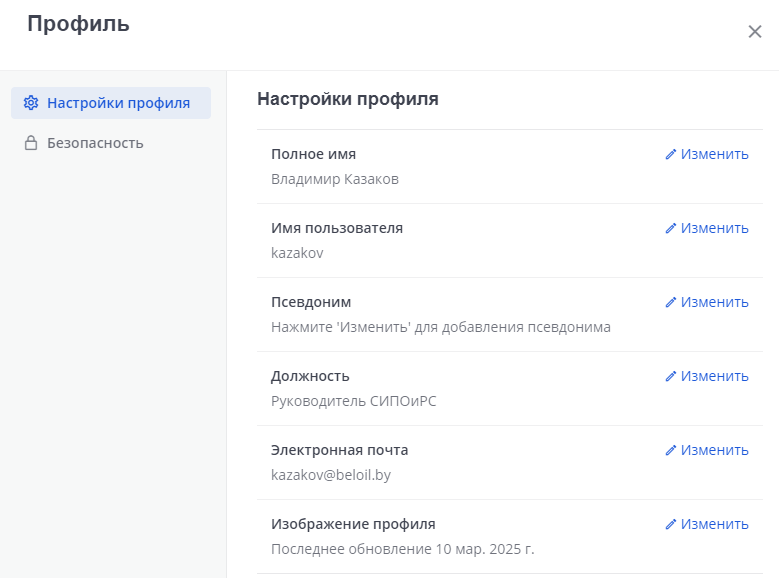 Профиль
Настройки профиля
Безопасность
Настройки профиля
Полное имя
Изменить
Владимир Казаков
Имя пользователя
Изменить
kazakov
Псевдоним
Изменить
Нажмите 'Изменить' для добавления псевдонима
Должность
Изменить
Руководитель СИПОиРС
Электронная почта
Изменить
kazakov@beloil.by
Изображение профиля
Изменить
Последнее обновление 10 мар. 2025 г.